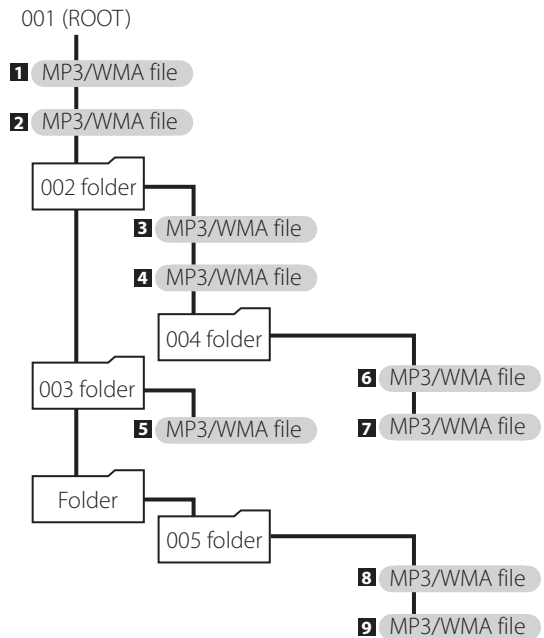 001 (ROOT)
1 MP3/WMA file
2 MP3/WMA file
002 folder
3 MP3/WMA file
4 MP3/WMA file
004 folder
6 MP3/WMA file
003 folder
5 MP3/WMA file
7 MP3/WMA file
Folder
005 folder
8 MP3/WMA file
9 MP3/WMA file